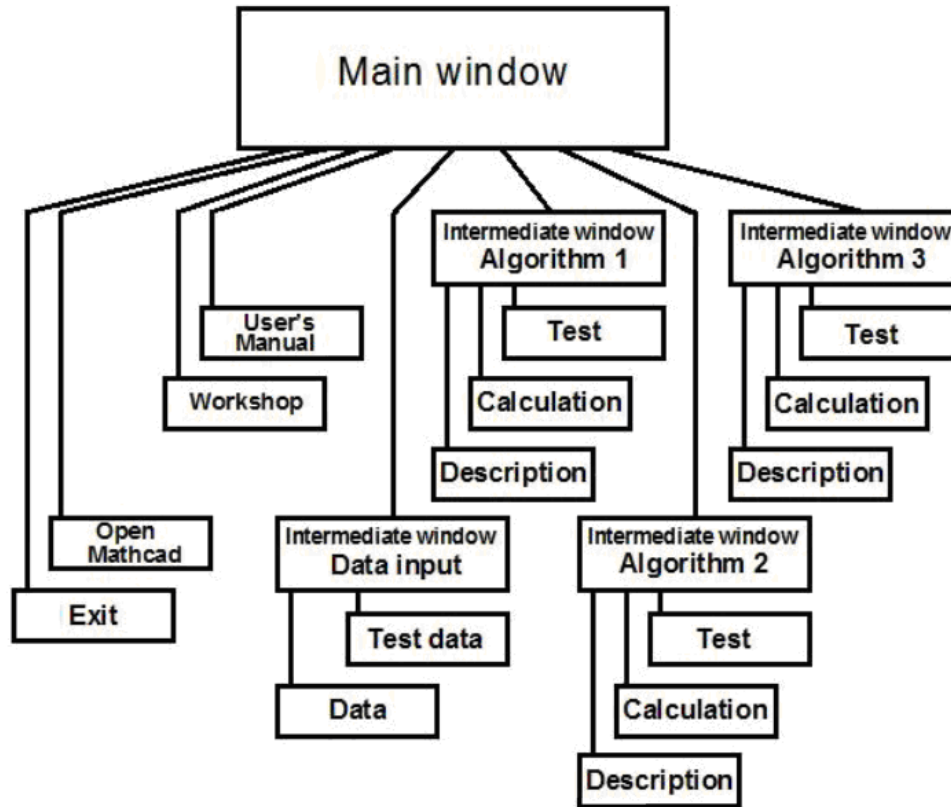 Main window
Intermediate window
Algorithm 1
Intermediate window
Algorithm 3
User's
Manual
Test
Test
Workshop
Calculation
Calculation
Description
Description
Open
Mathcad
Intermediate window
Data input
Intermediate window
Algorithm 2
Exit
Test data
Test
Data
Calculation
Description